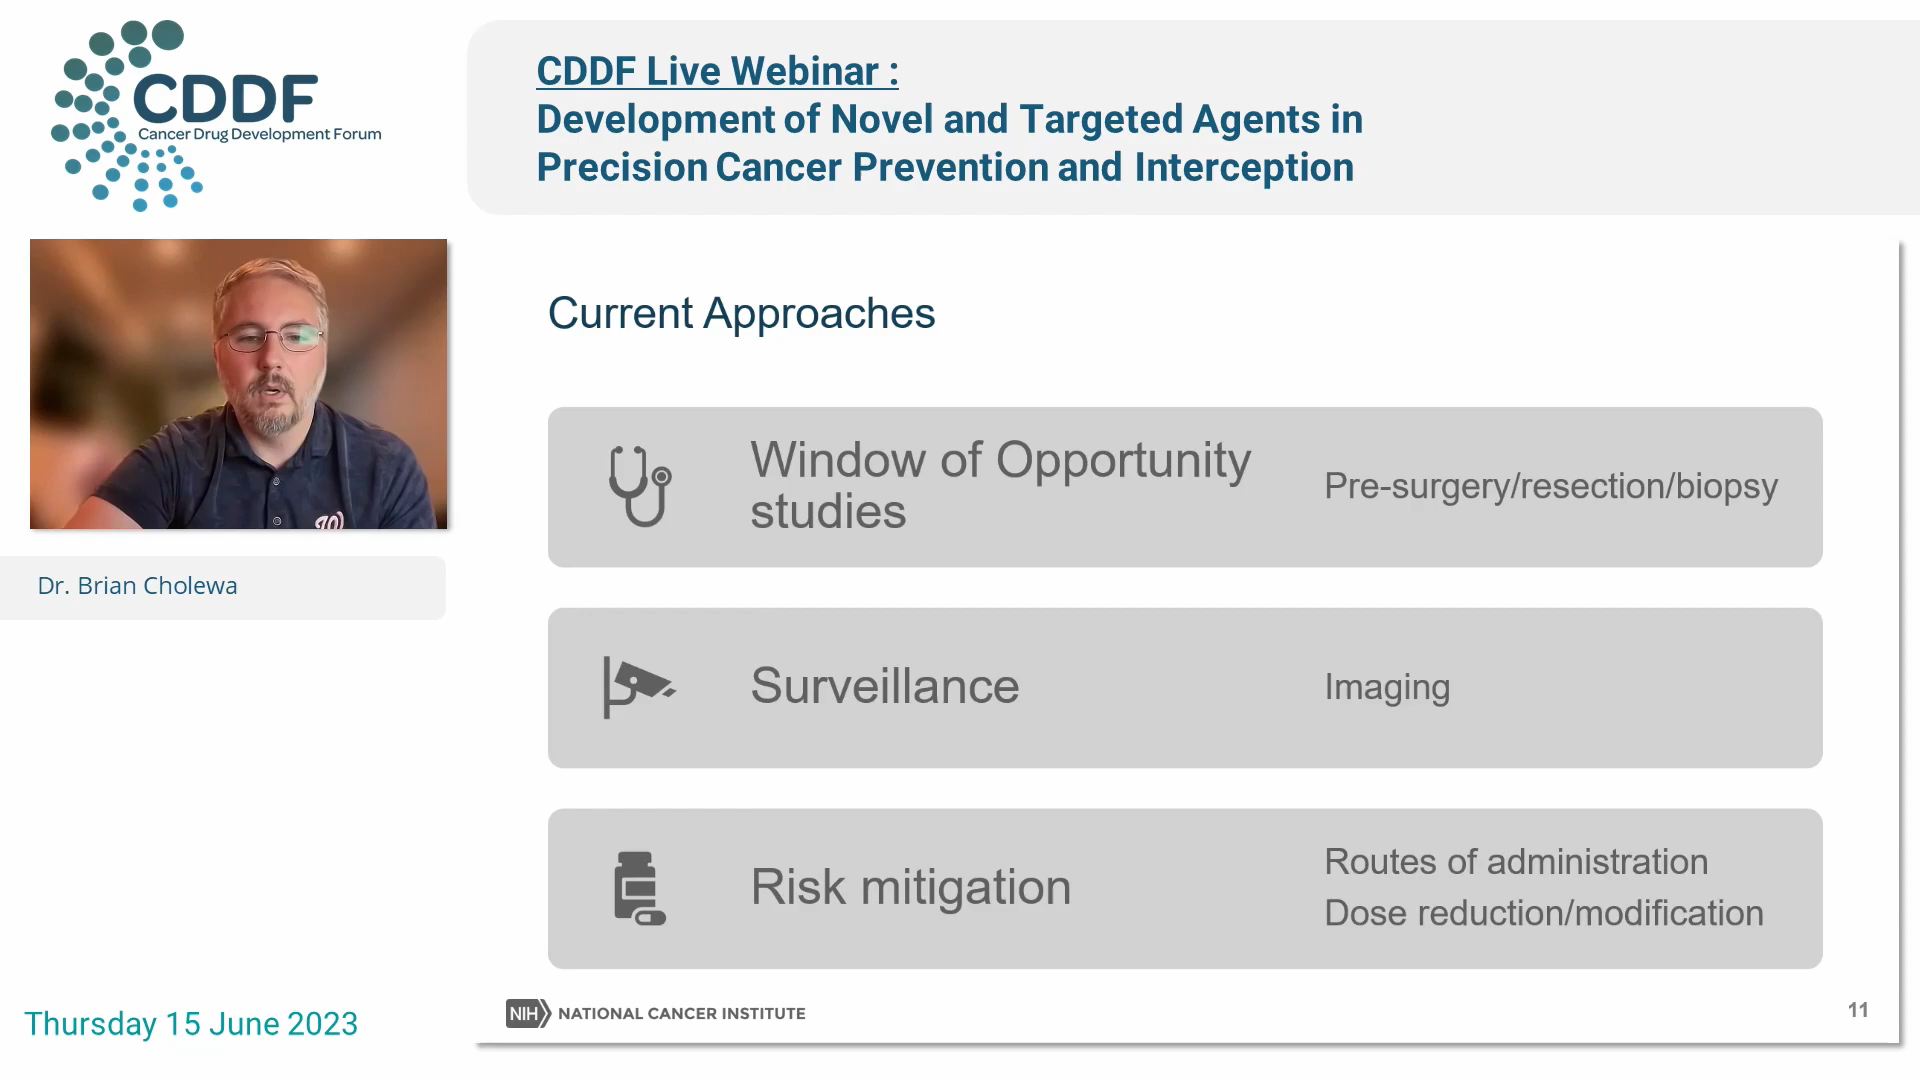 CDDF
Cancer Drug Development Forum
CDDF Live Webinar :
Development of Novel and Targeted Agents in
Precision Cancer Prevention and Interception
W
Dr. Brian Cholewa
Thursday 15 June 2023
Current Approaches
Window of Opportunity
studies
Pre-surgery/resection/biopsy
Surveillance
Imaging
Risk mitigation
Routes of administration
Dose reduction/modification
NIH NATIONAL CANCER INSTITUTE
11